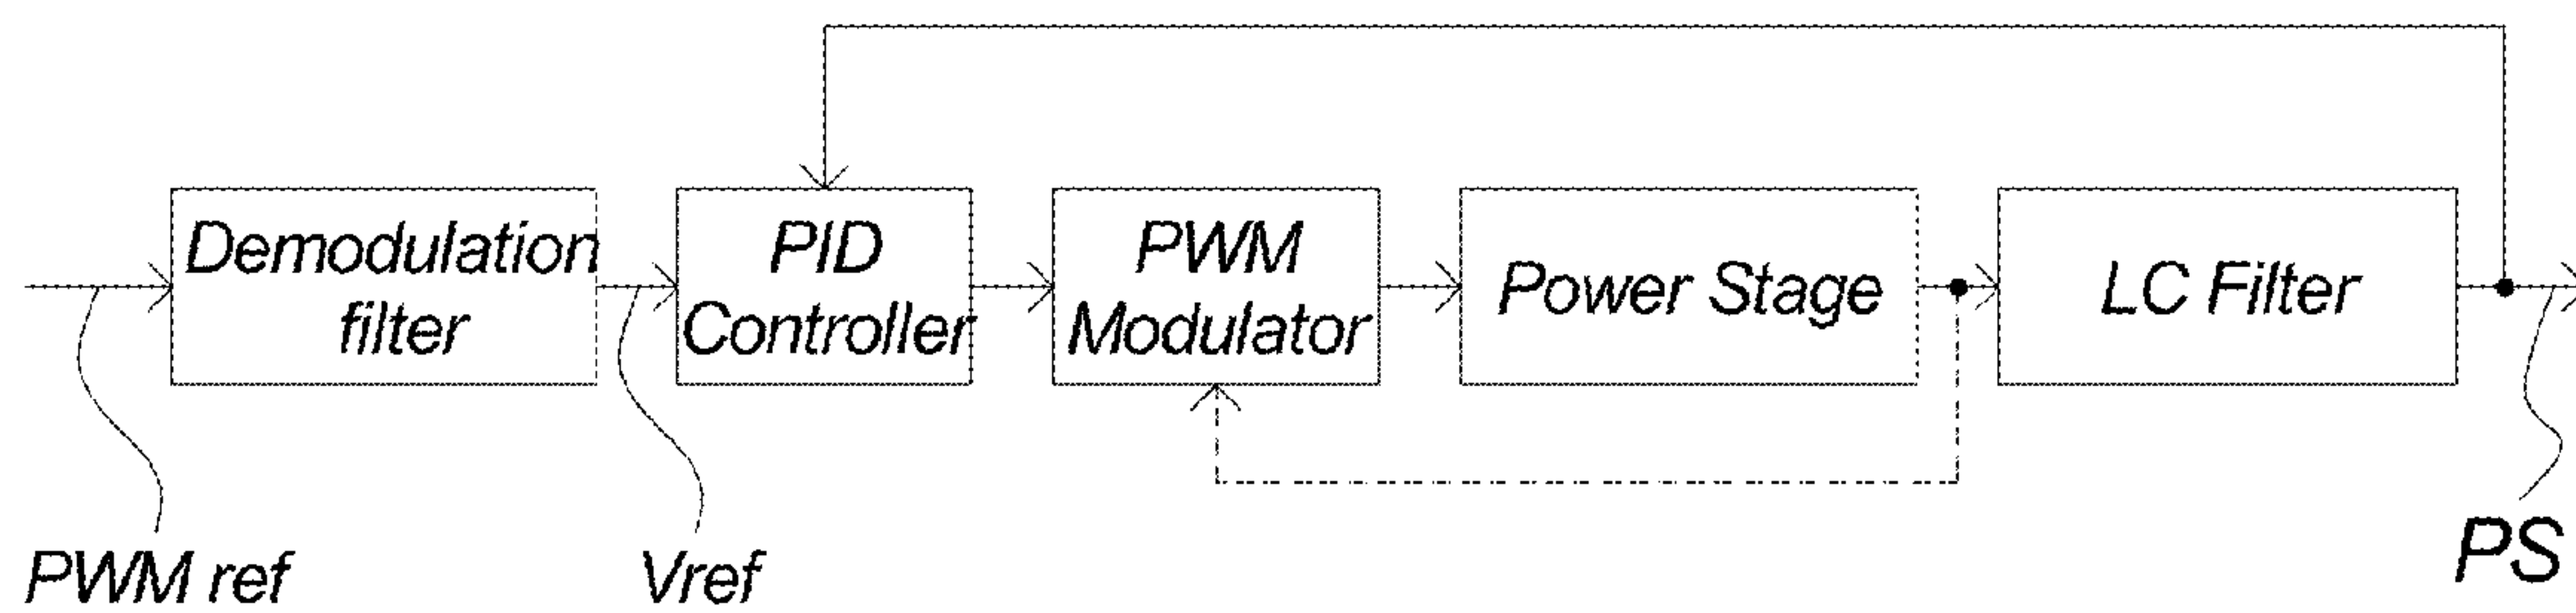 Demodulation
filter
PID
Controller
PWM
Modulator
Power Stage
LC Filter
PWM ref
Vref
PS